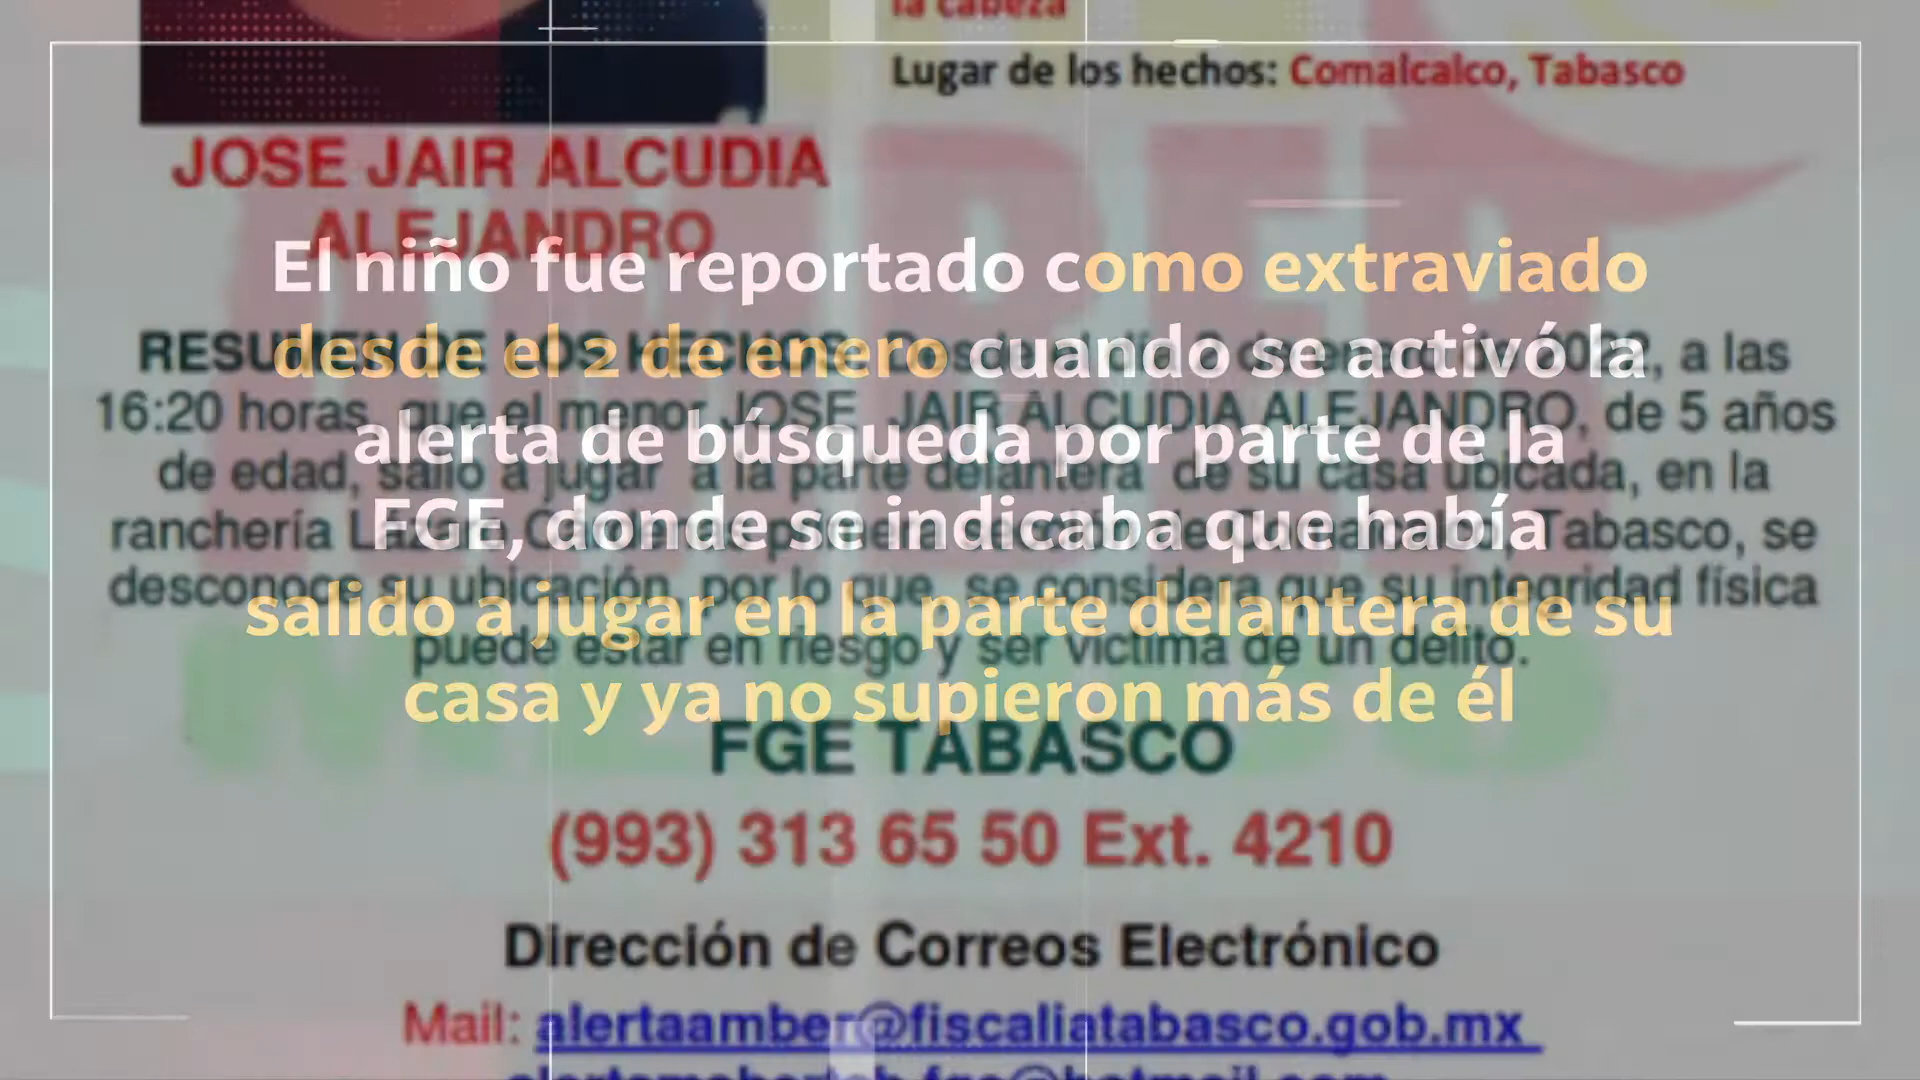 la cabeza
Lugar de los hechos: Comalcalco, Tabasco
JOSE JAIR ALCUDIA
ALEJANDRO
El niño fue reportado como extraviado
desde el 2 de enero cuando se activó la
alerta de búsqueda por parte de la
FGE, donde se indicaba que había
salido a jugar en la parte delantera de su
casa y ya no supieron más de él
RESUMEN DE LOS HECHOS: a las
16:20 horas, que el menor JOSE JAIR ALCUDIA ALEJANDRO, de 5 años
de edad, salió a jugar a la parte delantera de su casa ubicada, en la
ranchería Tabasco, se
desconoce su ubicación, por lo que, se considera que su integridad física
puede estar en riesgo y ser víctima de un delito.
FGE TABASCO
(993) 313 65 50 Ext. 4210
Dirección de Correos Electrónico
Mail: alertaamber@fiscaliatabasco.gob.mx